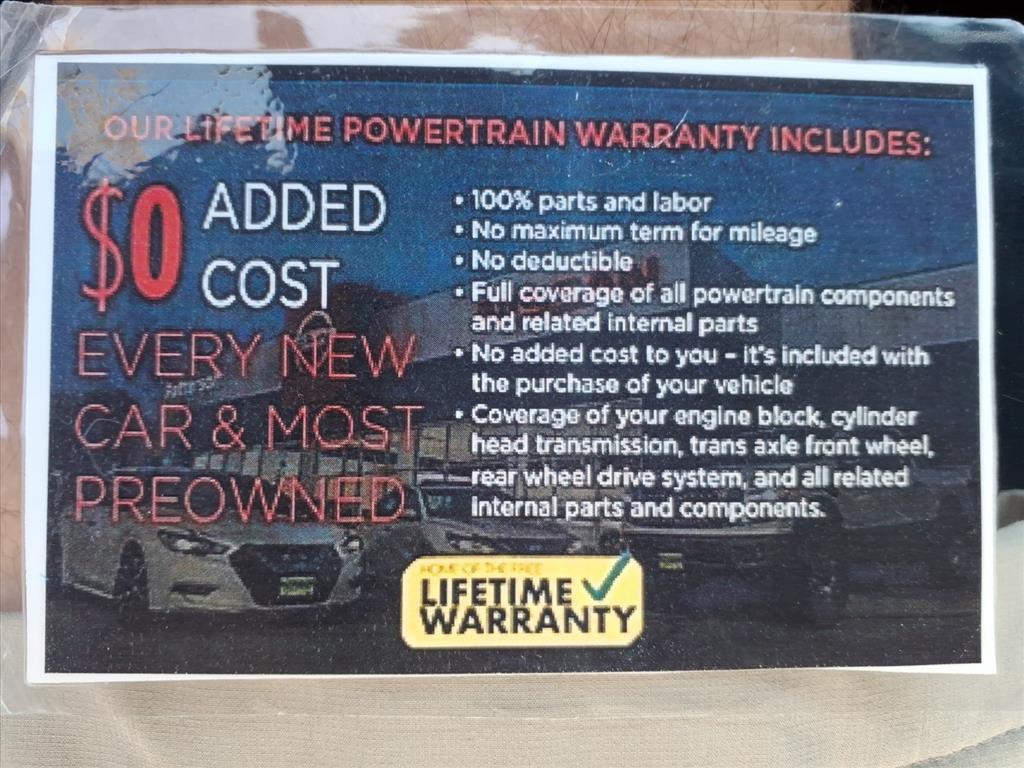 OUR LIFETIME POWERTRAIN WARRANTY INCLUDES:
$0 ADDED
COST
EVERY NEW
CAR & MOST
PREOWNED
• 100% parts and labor
• No maximum term for mileage
• No deductible
• Full coverage of all powertrain components
and related internal parts
• No added cost to you – it's included with
the purchase of your vehicle
• Coverage of your engine block, cylinder
head transmission, trans axle front wheel,
rear wheel drive system, and all related
internal parts and components.
HOME OF THE FREE
LIFETIME
WARRANTY